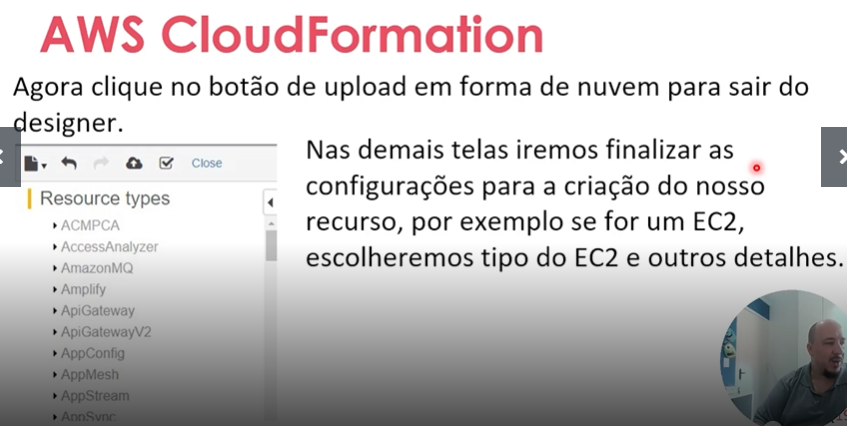 AWS CloudFormation
Agora clique no botão de upload em forma de nuvem para sair do
designer.
Close
Resource types
ACMPCA
AccessAnalyzer
AmazonMQ
Amplify
ApiGateway
ApiGatewayV2
AppConfig
AppMesh
AppStream
AppSync
Nas demais telas iremos finalizar as
configurações para a criação do nosso
recurso, por exemplo se for um EC2,
escolheremos tipo do EC2 e outros detalhes.